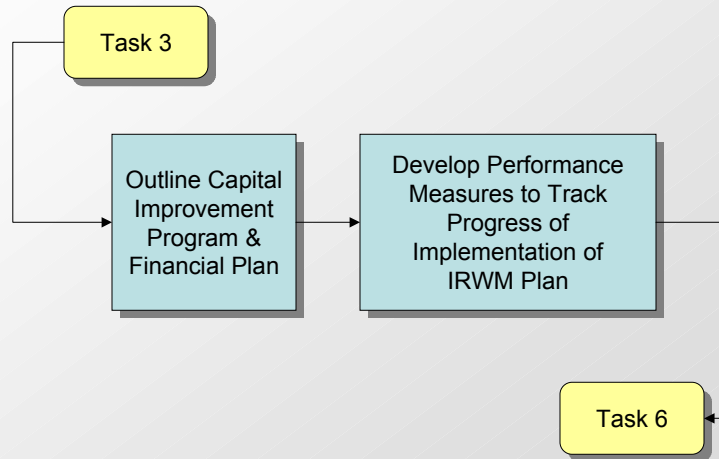 Task 3
Outline Capital
Improvement
Program &
Financial Plan
Develop Performance
Measures to Track
Progress of
Implementation of
IRWM Plan
Task 6